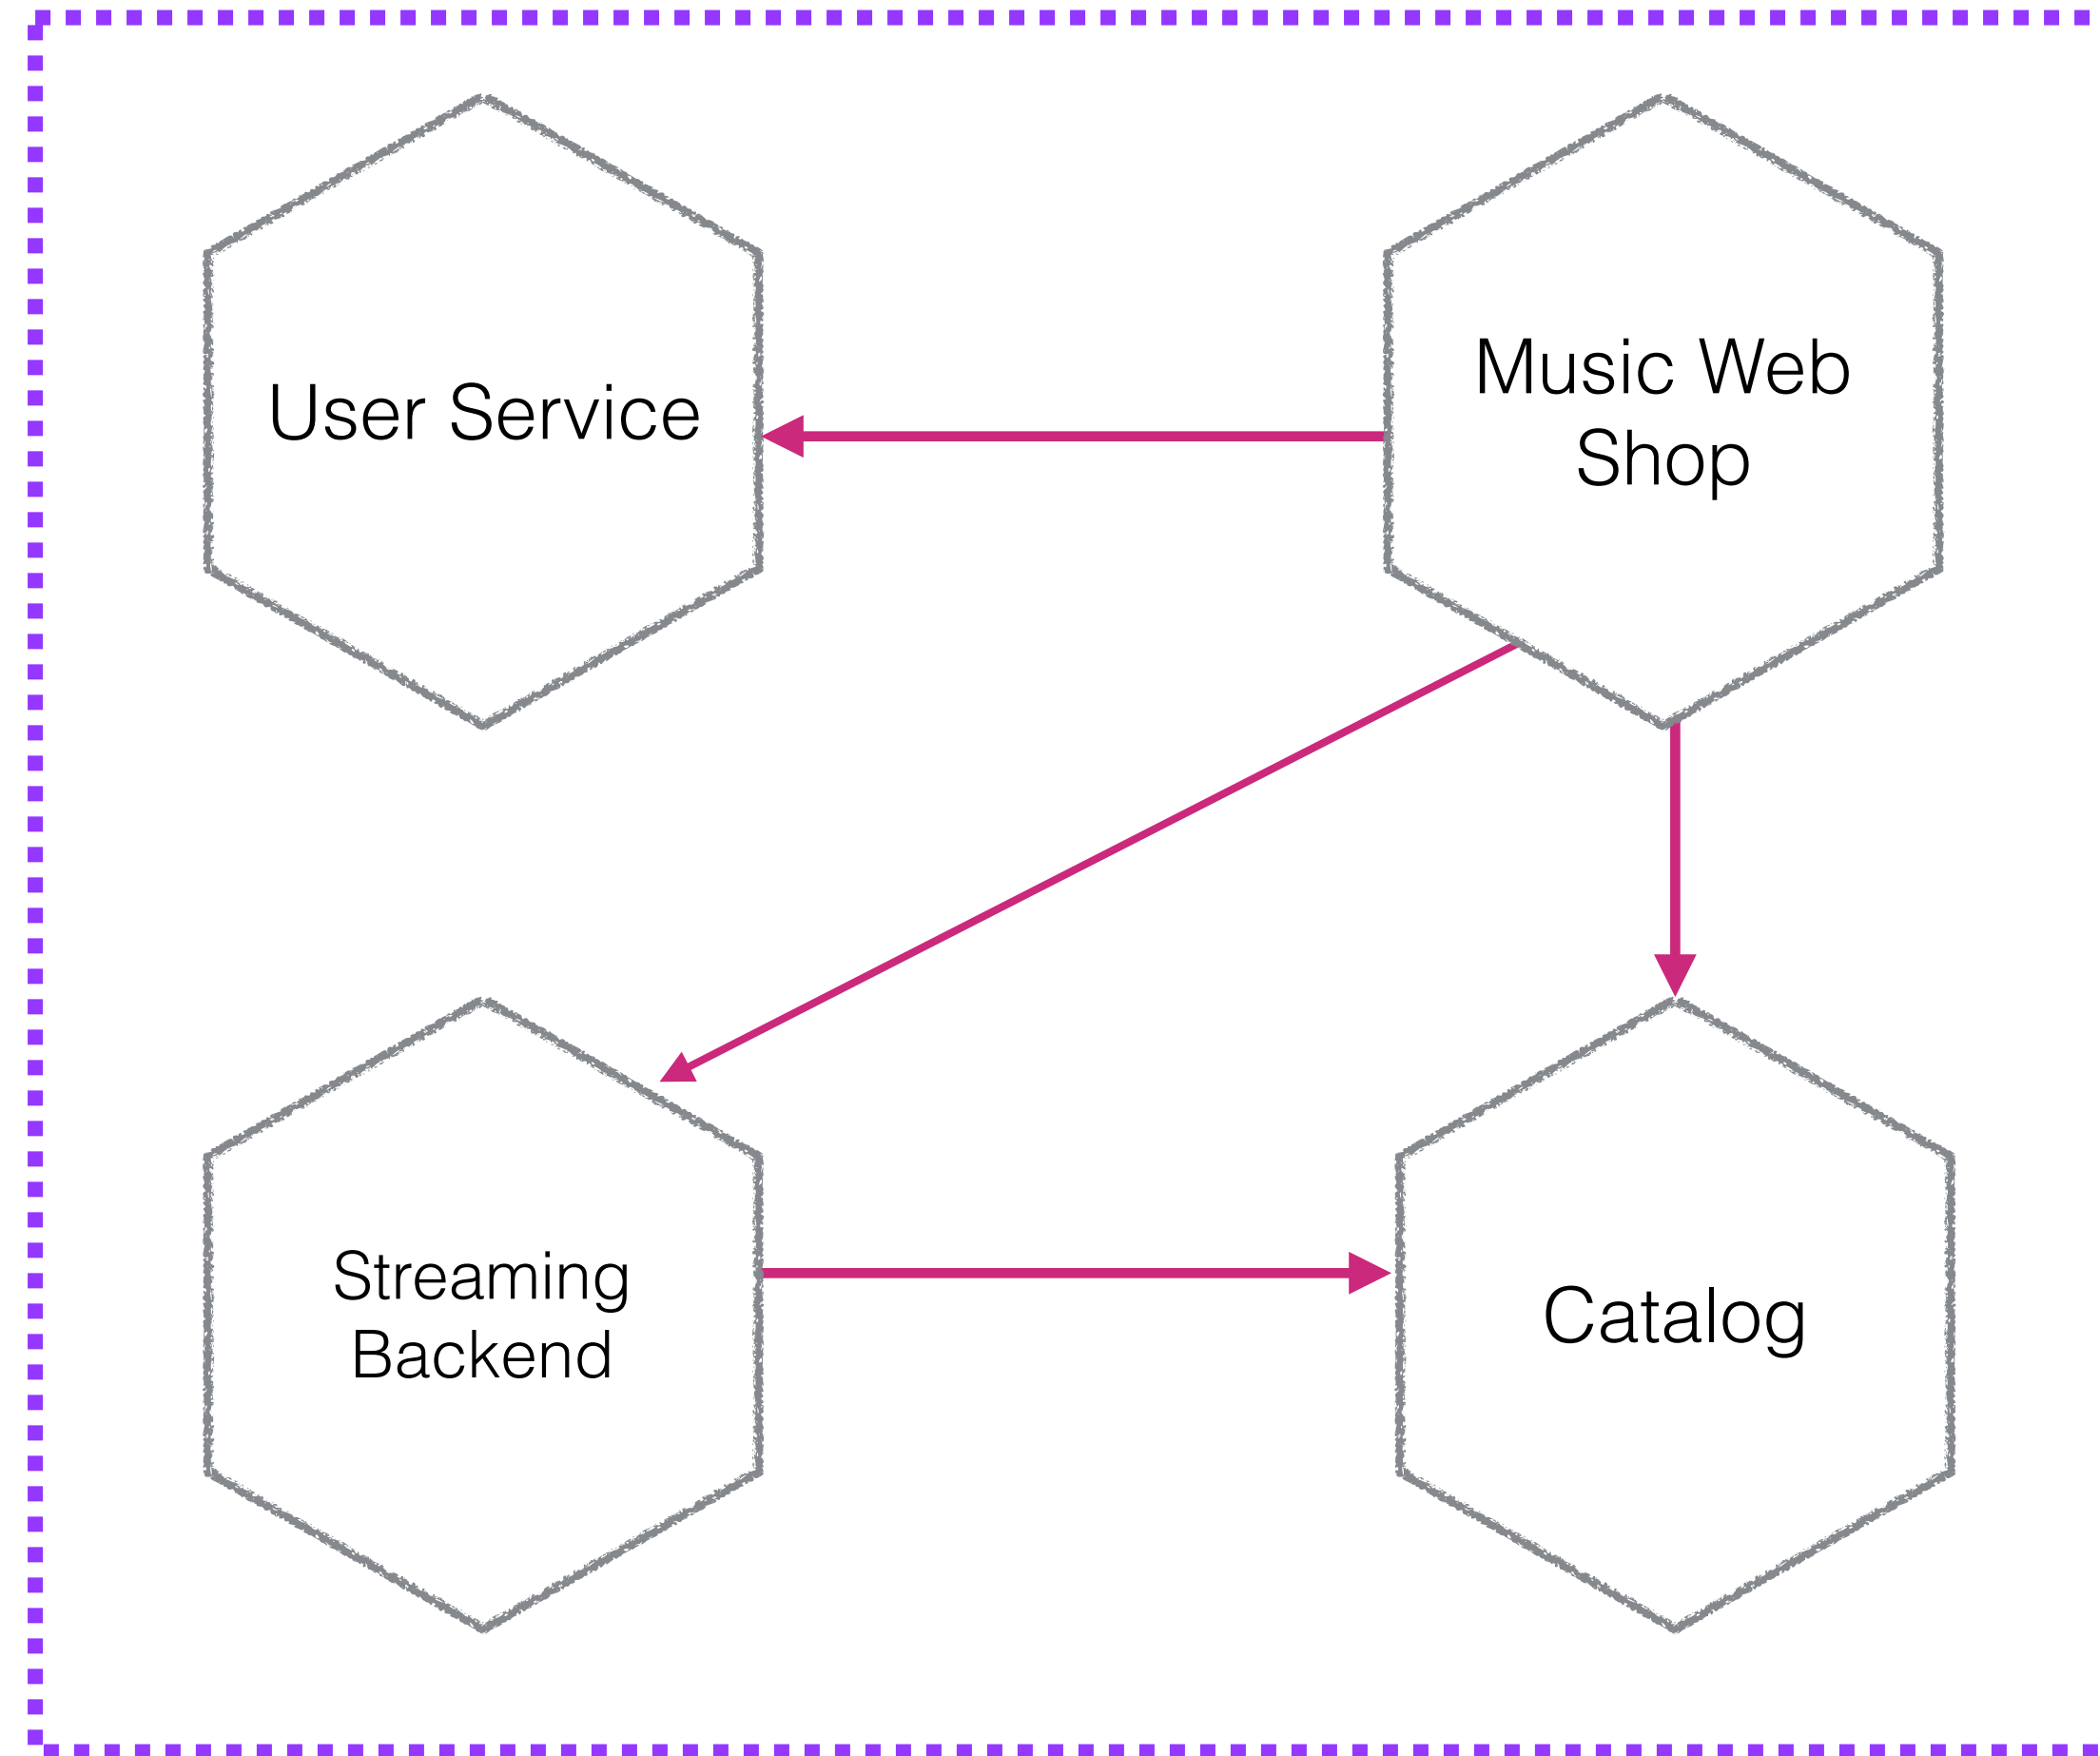 User Service
Music Web
Shop
Streaming
Backend
Catalog